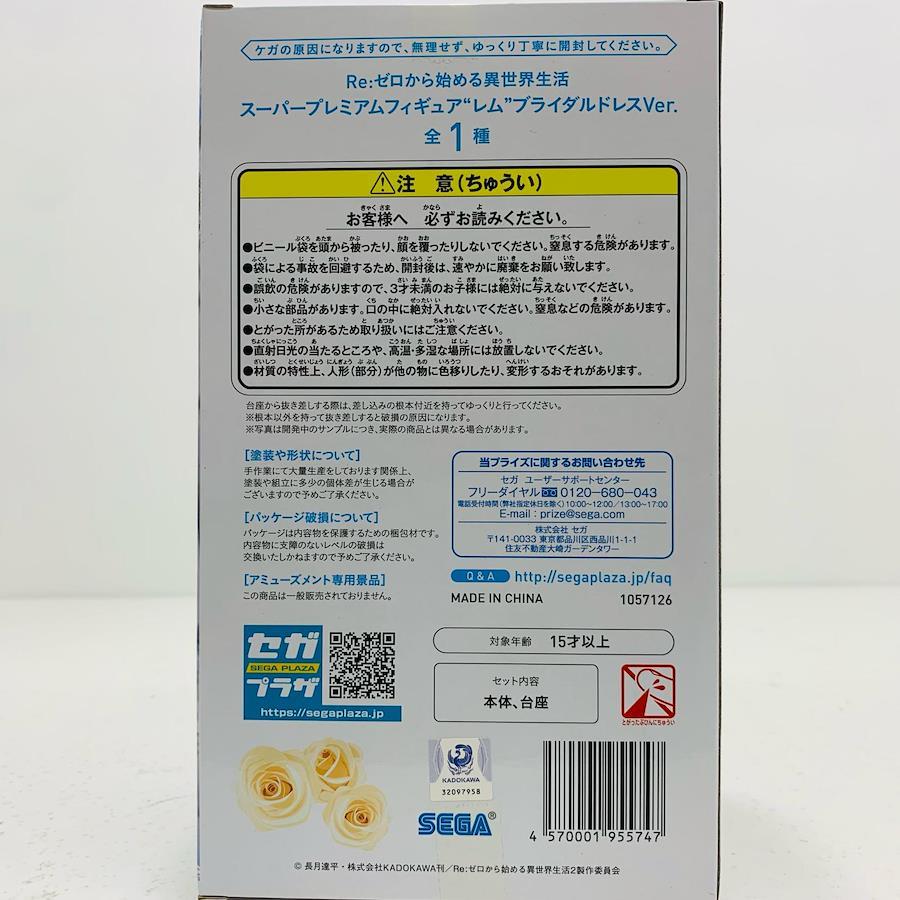 ケガの原因になりますので、無理せず、ゆっくり丁寧に開封してください。
Re:ゼロから始める異世界生活
スーパープレミアムフィギュア“レム”ブライダルドレスVer.
全1種
注 意(ちゅうい)
お客様へ 必ずお読みください。
●ビニール袋を頭から被ったり、顔を覆ったりしないでください。窒息する危険があります。
●袋による事故を回避するため、開封後は、速やかに廃棄をお願い致します。
●誤飲の危険がありますので、3才未満のお子様には絶対に与えないでください。
●小さな部品があります。口の中に絶対入れないでください。窒息などの危険があります。
●とがった所があるため取り扱いにはご注意ください。
●直射日光の当たるところや、高温・多湿な場所には放置しないでください。
●材質の特性上、人形(部分)が他の物に色移りしたり、変形するおそれがあります。
台座から抜き差しする際は、差し込みの根本付近を持ってゆっくりと行ってください。
※根本以外を持って抜き差しすると破損の原因になります。
※写真は開発中のサンプルにつき、実際の商品とは異なる場合があります。
[塗装や形状について]
手作業にて大量生産をしております関係上、
塗装や組立に多少の個体差が生じる場合が
ございますので予めご了承ください。
[パッケージ破損について]
パッケージは内容物を保護するための梱包材です。
内容物に支障のないレベルの破損は
交換いたしかねますので予めご了承ください。
[アミューズメント専用景品]
この商品は一般販売されておりません。
当プライズに関するお問い合わせ先
セガ ユーザーサポートセンター
フリーダイヤル 0120-680-043
電話受付時間(弊社指定休日を除く)10:00~12:00/13:00~17:00
E-mail:prize@sega.com
株式会社 セガ
〒141-0033 東京都品川区西品川1-1-1
住友不動産大崎ガーデンタワー
Q&A http://segaplaza.jp/faq
MADE IN CHINA 1057126
セガ
SEGA PLAZA
プラザ
https://segaplaza.jp
対象年齢 15才以上
セット内容
本体、台座
とがったぶひんにちゅうい
KADOKAWA
32097958
SEGA®
4 570001 955747
© 長月達平・株式会社KADOKAWA刊/Re:ゼロから始める異世界生活2製作委員会